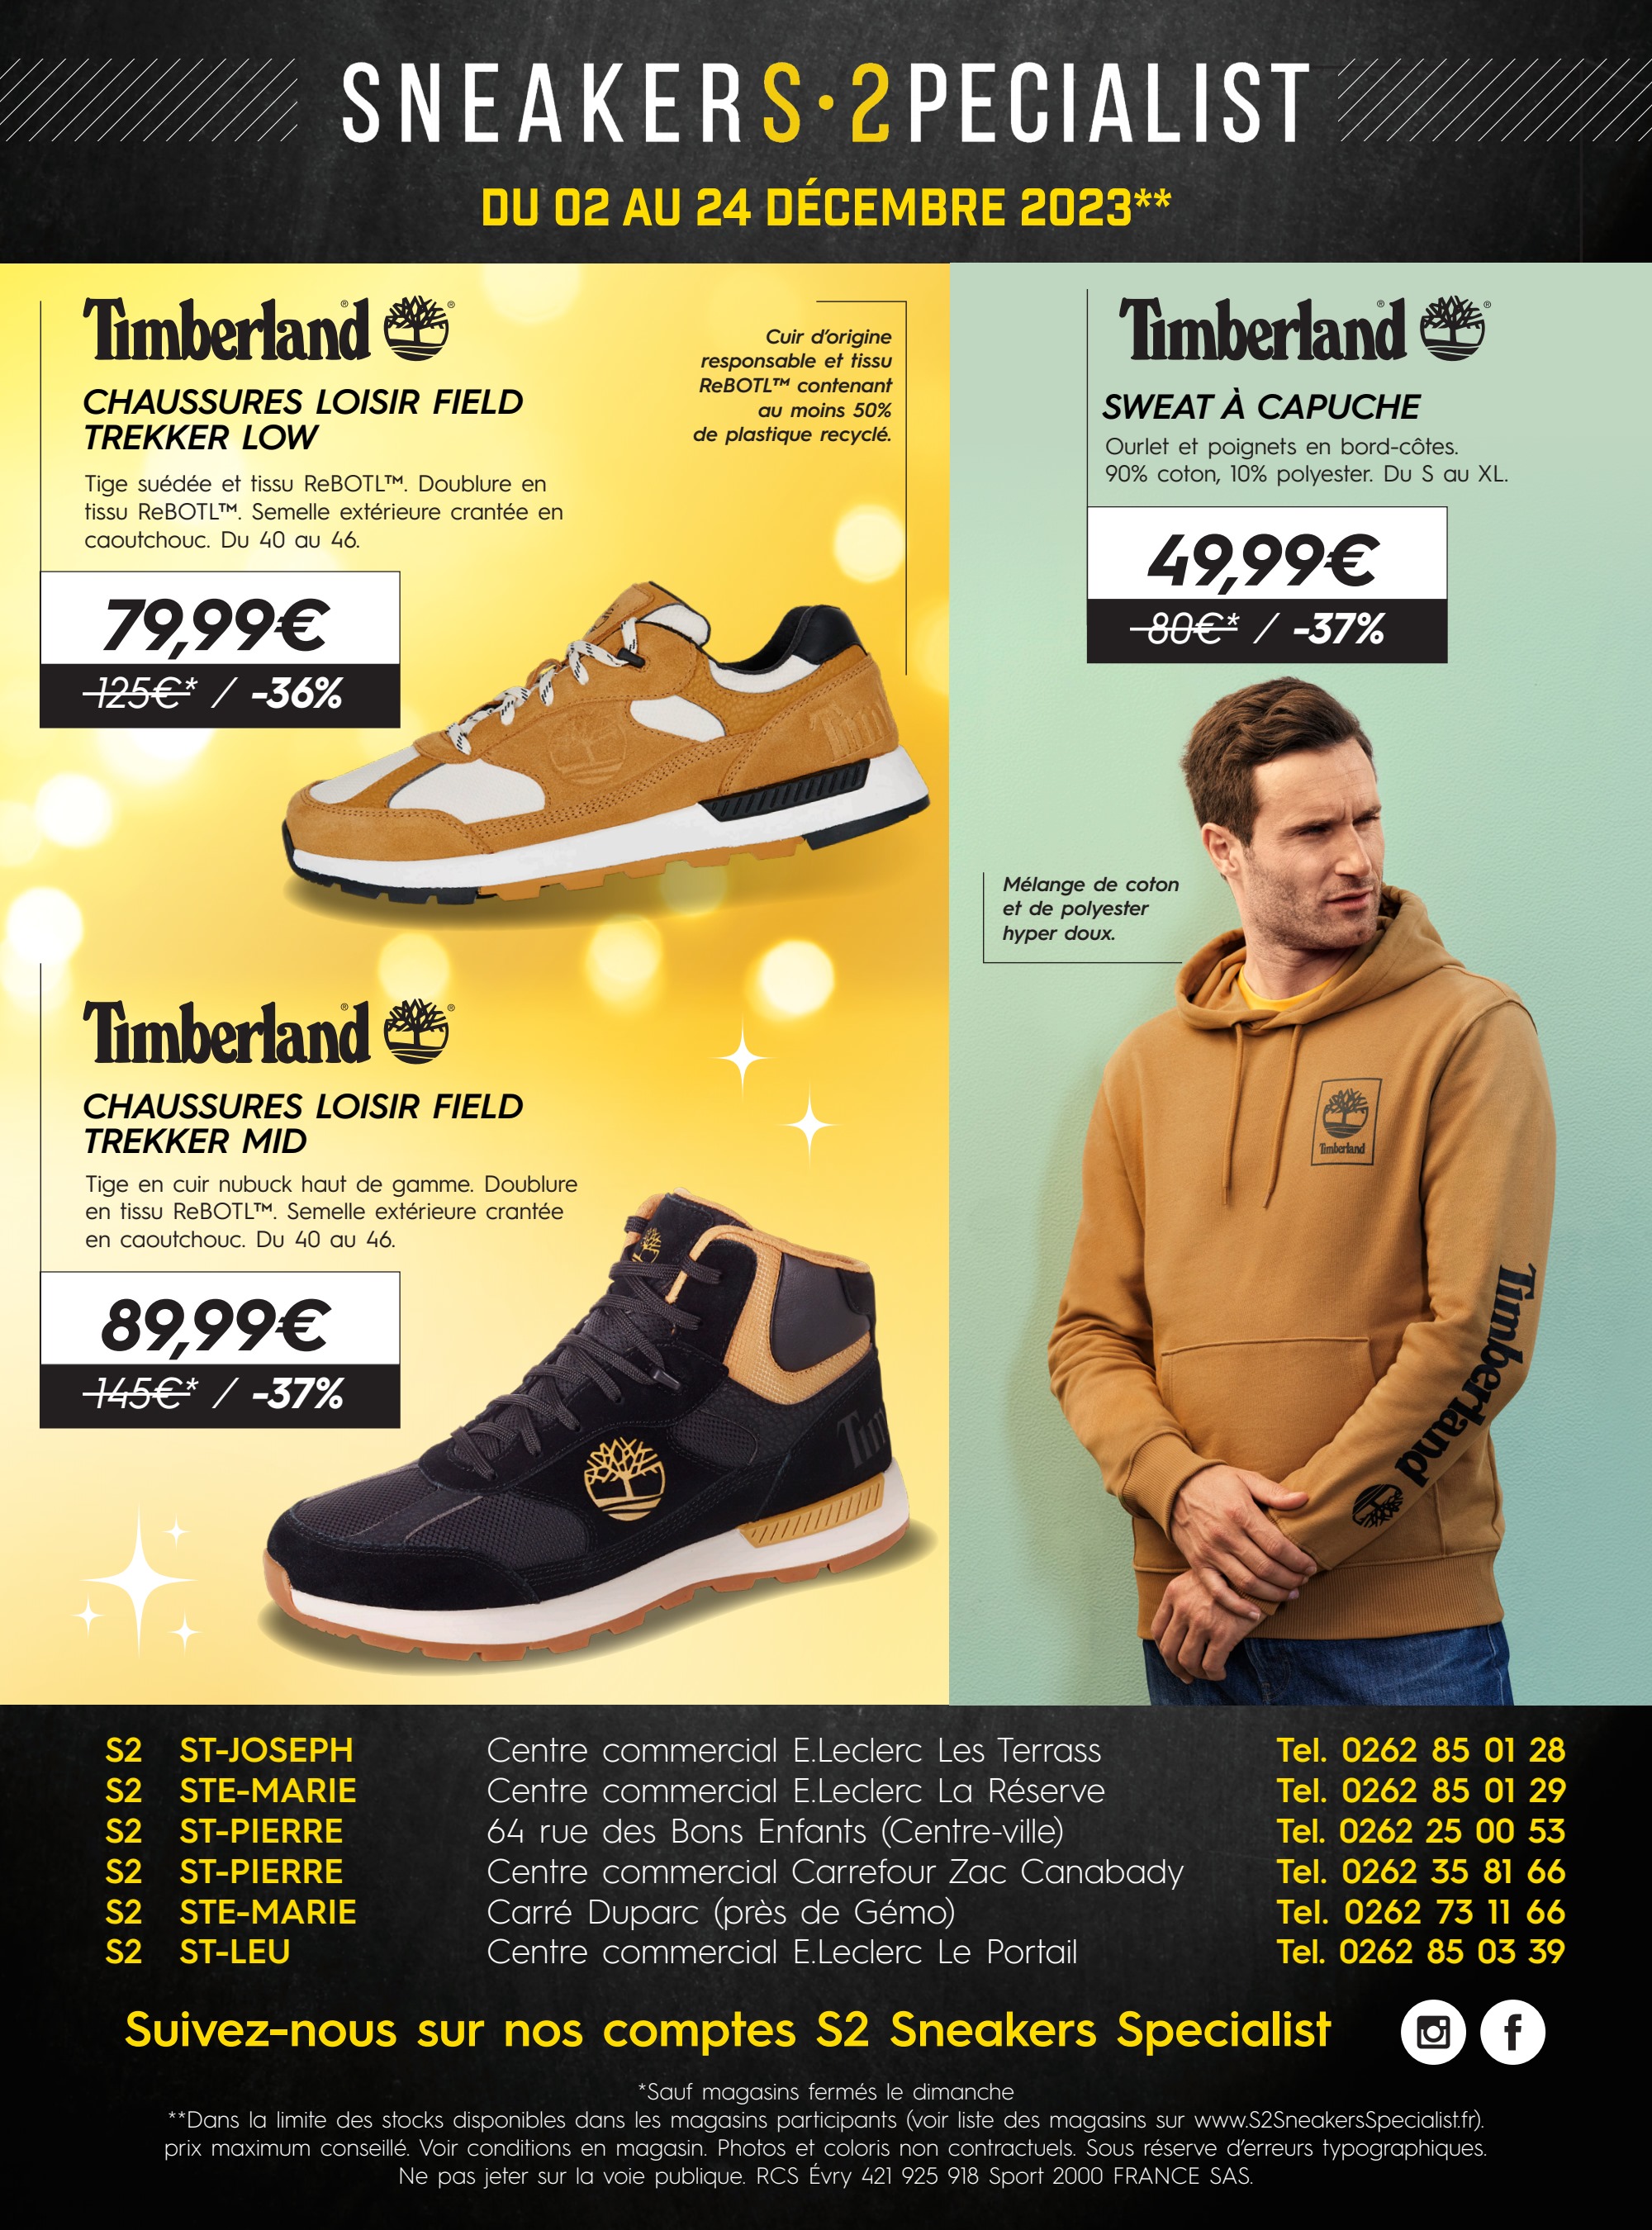 SNEAKERS·2PECIALIST
DU 02 AU 24 DÉCEMBRE 2023**
Timberland®
CHAUSSURES LOISIR FIELD
TREKKER LOW
Tige suédée et tissu ReBOTL™. Doublure en
tissu ReBOTL™. Semelle extérieure crantée en
caoutchouc. Du 40 au 46.
79,99€
125€* / -36%
Cuir d'origine
responsable et tissu
ReBOTL™ contenant
au moins 50%
de plastique recyclé.
Tim
Timberland®
CHAUSSURES LOISIR FIELD
TREKKER MID
Tige en cuir nubuck haut de gamme. Doublure
en tissu ReBOTL™. Semelle extérieure crantée
en caoutchouc. Du 40 au 46.
89,99€
145€* / -37%
Tim
Timberland®
SWEAT À CAPUCHE
Ourlet et poignets en bord-côtes.
90% coton, 10% polyester. Du S au XL.
49,99€
80€* / -37%
Mélange de coton
et de polyester
hyper doux.
Timberland
Timberland
S2 ST-JOSEPH Centre commercial E.Leclerc Les Terrass Tel. 0262 85 01 28
S2 STE-MARIE Centre commercial E.Leclerc La Réserve Tel. 0262 85 01 29
S2 ST-PIERRE 64 rue des Bons Enfants (Centre-ville) Tel. 0262 25 00 53
S2 ST-PIERRE Centre commercial Carrefour Zac Canabady Tel. 0262 35 81 66
S2 STE-MARIE Carré Duparc (près de Gémo) Tel. 0262 73 11 66
S2 ST-LEU Centre commercial E.Leclerc Le Portail Tel. 0262 85 03 39
Suivez-nous sur nos comptes S2 Sneakers Specialist
*Sauf magasins fermés le dimanche
**Dans la limite des stocks disponibles dans les magasins participants (voir liste des magasins sur www.S2SneakersSpecialist.fr).
prix maximum conseillé. Voir conditions en magasin. Photos et coloris non contractuels. Sous réserve d'erreurs typographiques.
Ne pas jeter sur la voie publique. RCS Évry 421 925 918 Sport 2000 FRANCE SAS.